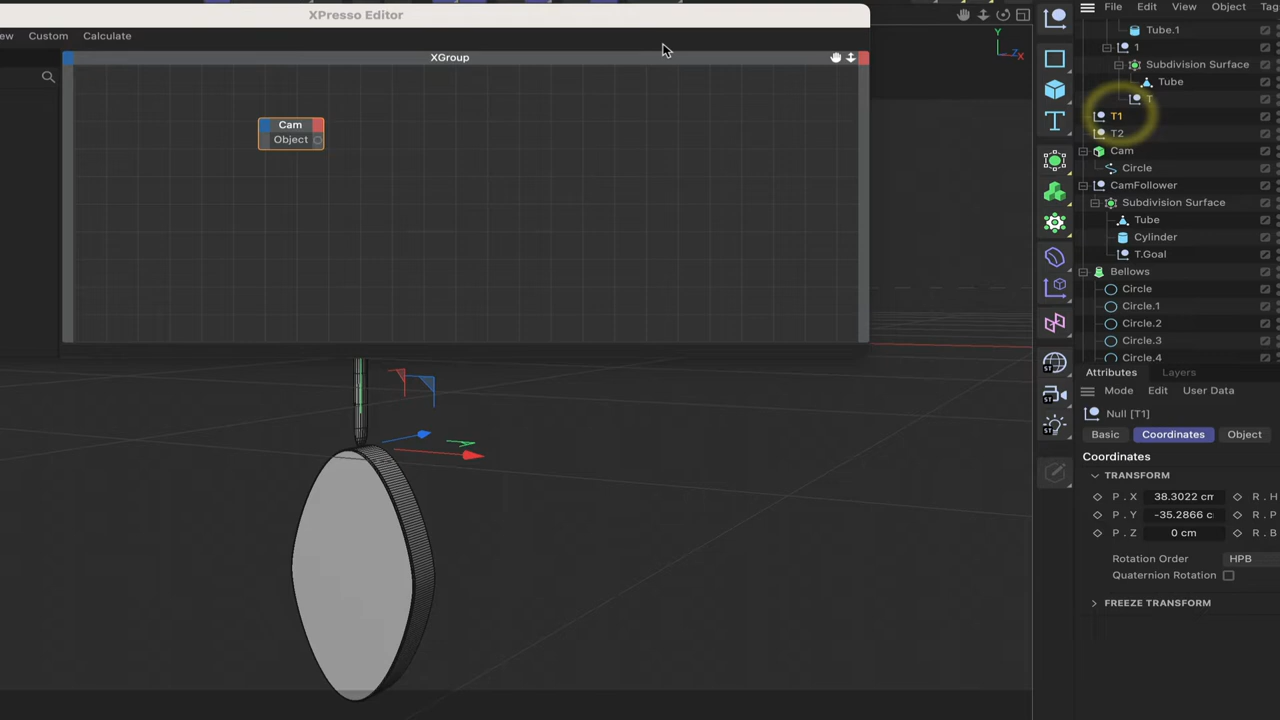 XPresso Editor
ew Custom Calculate
XGroup
Cam
Object
Y
Z
X
File Edit View Object Tag
Tube.1
1
Subdivision Surface
Tube
T
T1
T2
Cam
Circle
CamFollower
Subdivision Surface
Tube
Cylinder
T.Goal
Bellows
Circle
Circle.1
Circle.2
Circle.3
Circle.4
Attributes Layers
Mode Edit User Data
Null [T1]
Basic Coordinates Object
Coordinates
TRANSFORM
P . X 38.3022 cm R . H
P . Y -35.2866 c R . P
P . Z 0 cm R . B
Rotation Order HPB
Quaternion Rotation
FREEZE TRANSFORM
T
ST
ST
ST